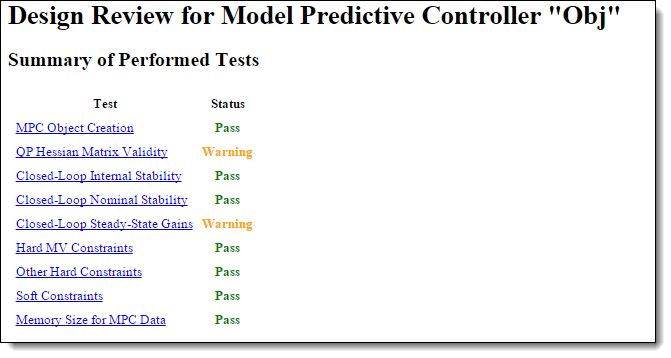 Design Review for Model Predictive Controller "Obj"
Summary of Performed Tests
Test Status
MPC Object Creation Pass
QP Hessian Matrix Validity Warning
Closed-Loop Internal Stability Pass
Closed-Loop Nominal Stability Pass
Closed-Loop Steady-State Gains Warning
Hard MV Constraints Pass
Other Hard Constraints Pass
Soft Constraints Pass
Memory Size for MPC Data Pass